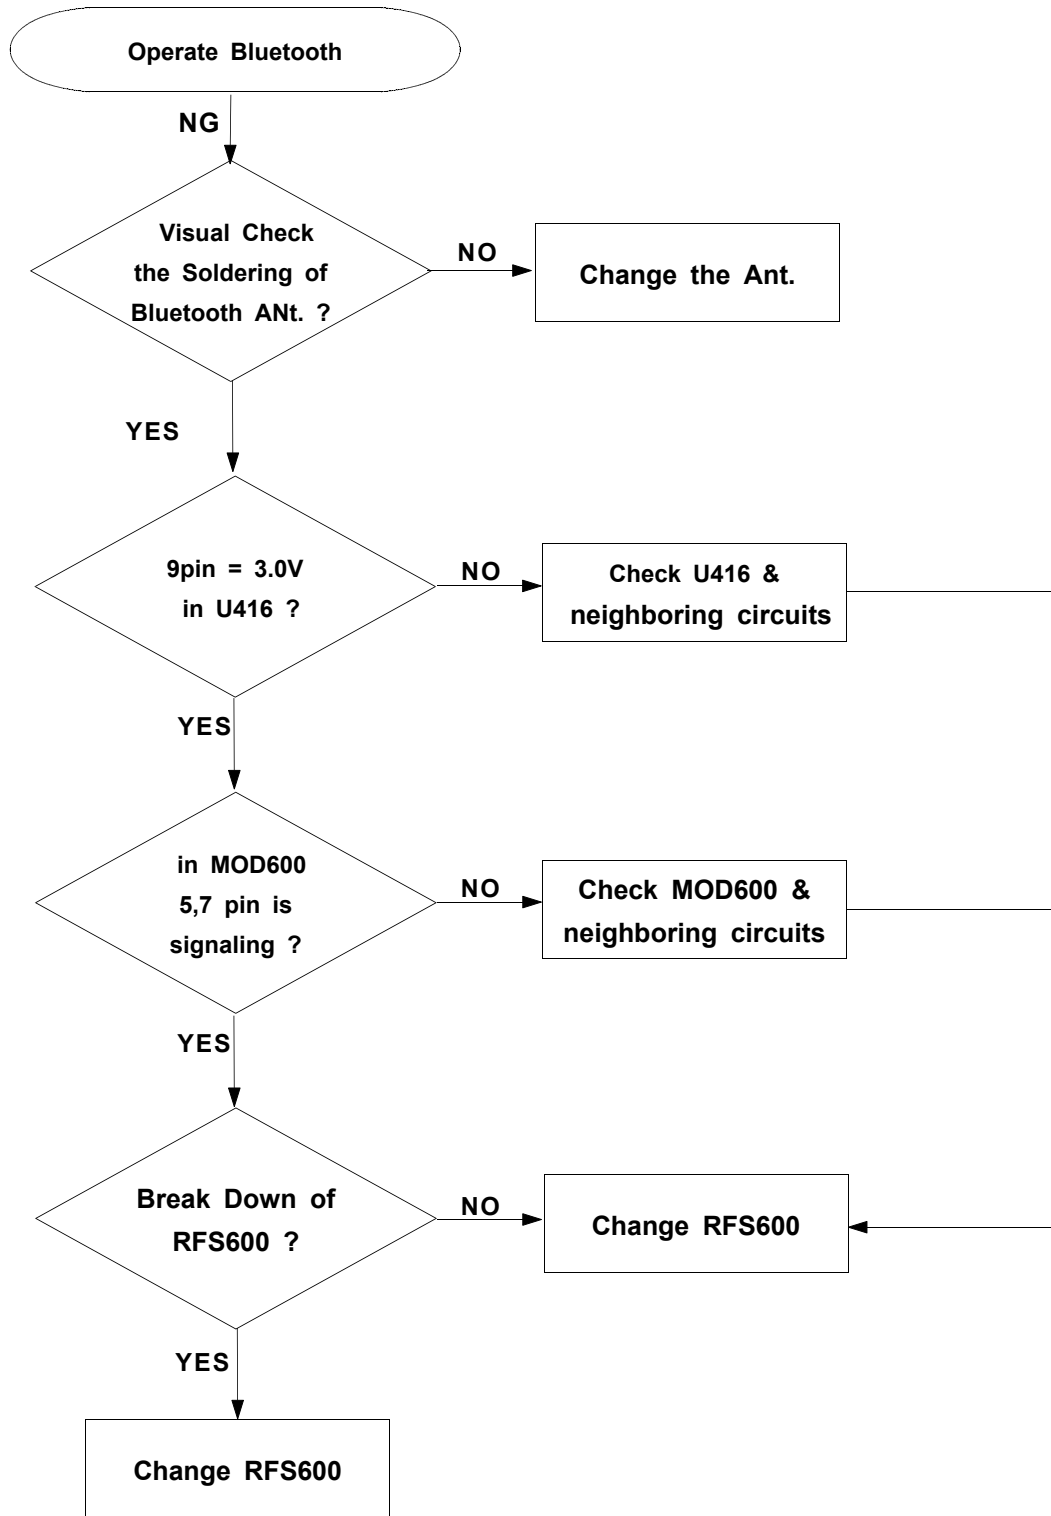 Operate Bluetooth
NG
Visual Check
the Soldering of
Bluetooth ANt. ?
NO
Change the Ant.
YES
9pin = 3.0V
in U416 ?
NO
Check U416 &
neighboring circuits
YES
in MOD600
5,7 pin is
signaling ?
NO
Check MOD600 &
neighboring circuits
YES
Break Down of
RFS600 ?
NO
Change RFS600
YES
Change RFS600